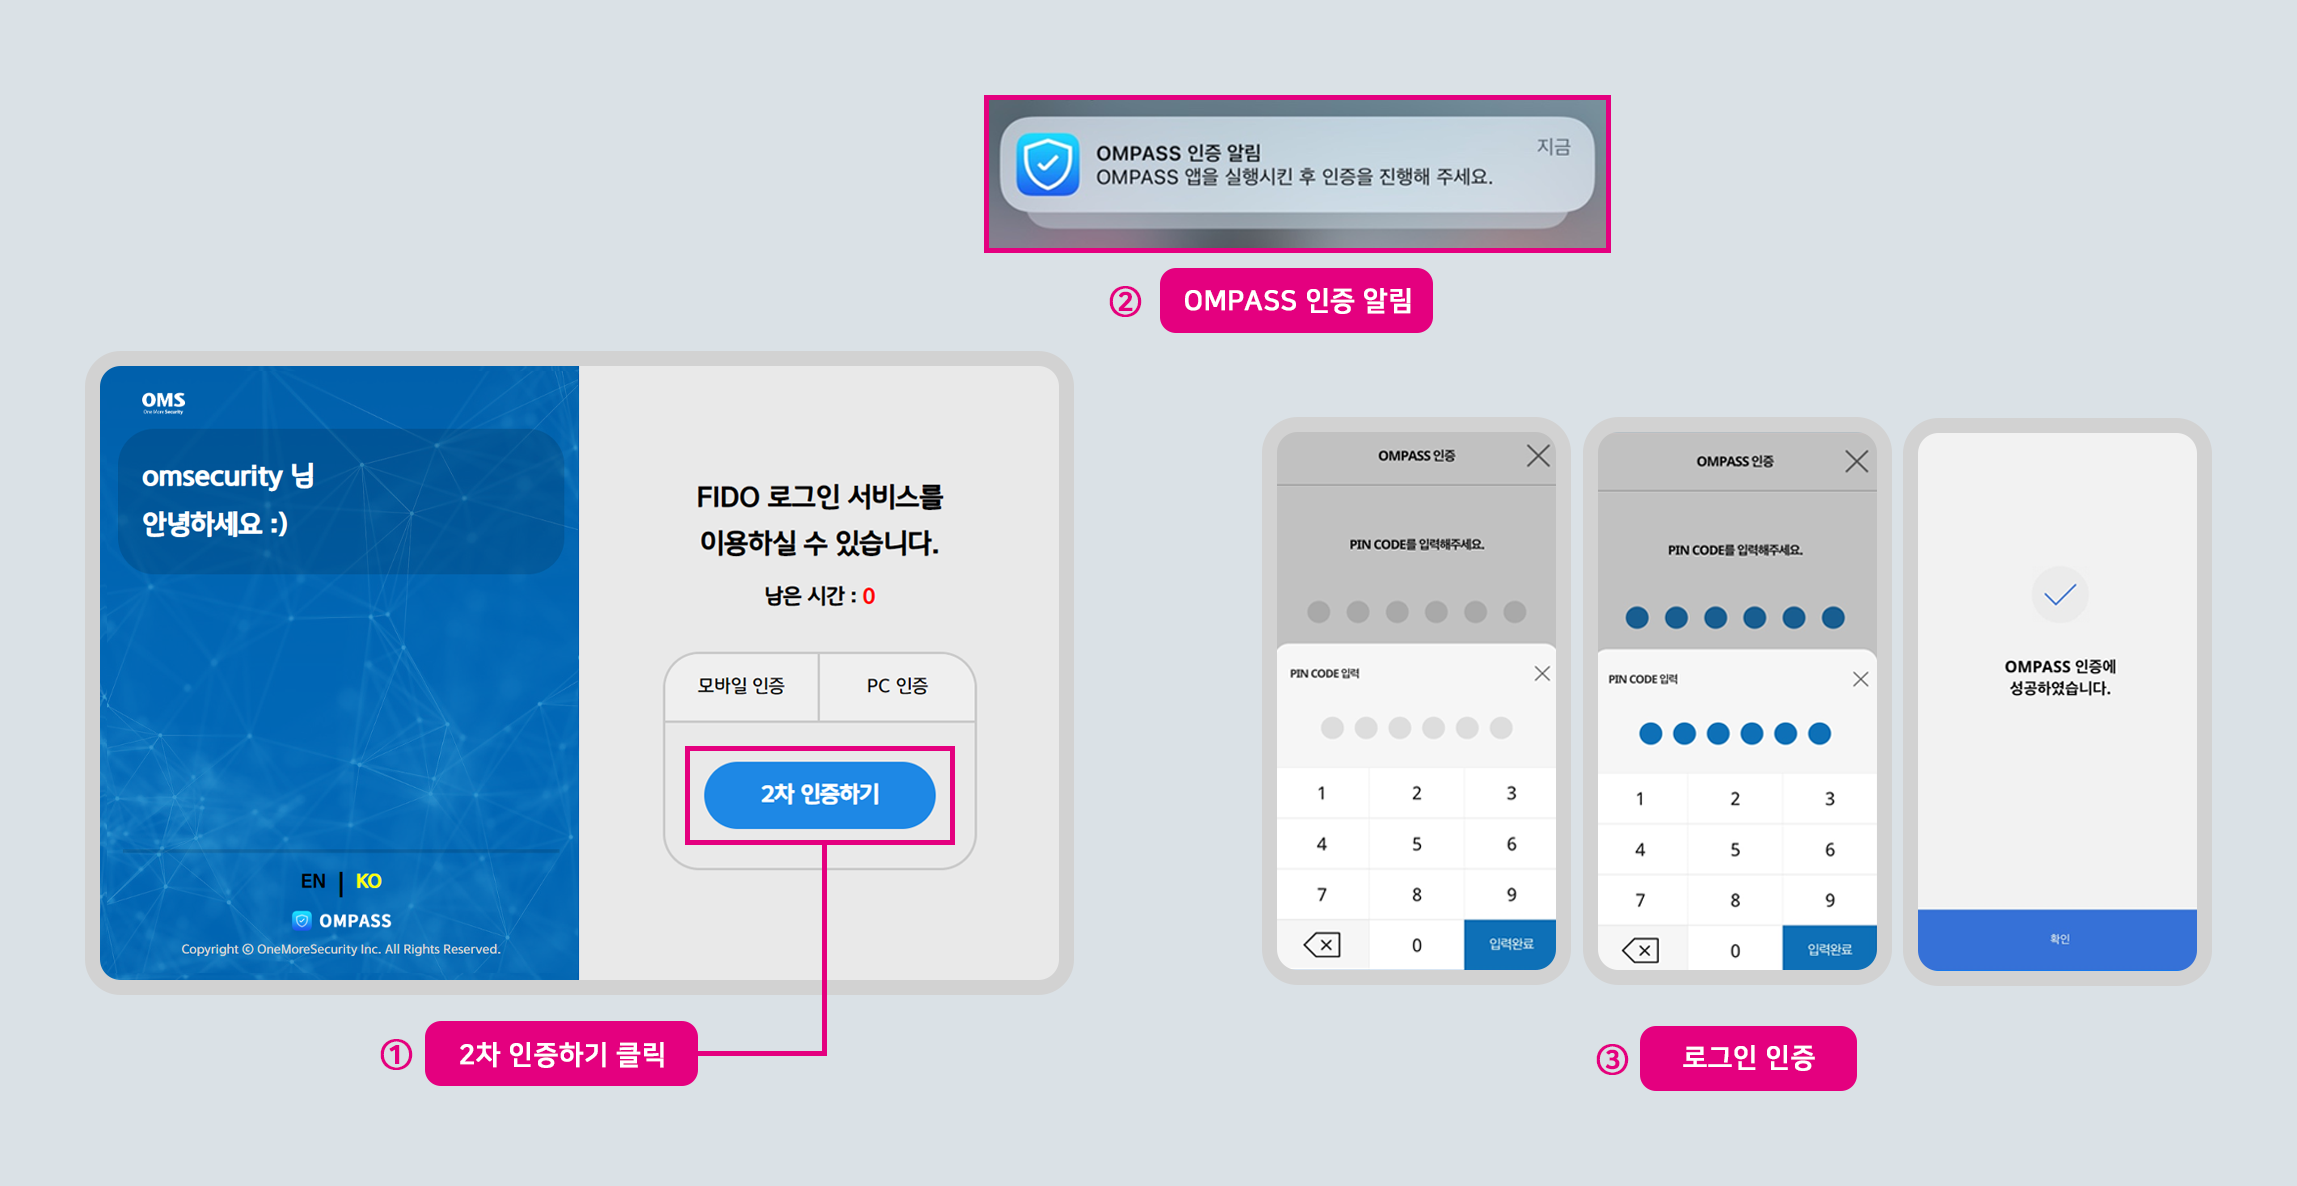 OMPASS 인증 알림
지금
OMPASS 앱을 실행시킨 후 인증을 진행해 주세요.
② OMPASS 인증 알림
OMS
One More Security
omsecurity 님
안녕하세요 :)
EN | KO
OMPASS
Copyright © OneMoreSecurity Inc. All Rights Reserved.
FIDO 로그인 서비스를
이용하실 수 있습니다.
남은 시간 : 0
모바일 인증
PC 인증
2차 인증하기
① 2차 인증하기 클릭
OMPASS 인증
PIN CODE를 입력해주세요.
PIN CODE 입력
1 2 3
4 5 6
7 8 9
0 입력완료
OMPASS 인증
PIN CODE를 입력해주세요.
PIN CODE 입력
1 2 3
4 5 6
7 8 9
0 입력완료
OMPASS 인증에
성공하였습니다.
확인
③ 로그인 인증